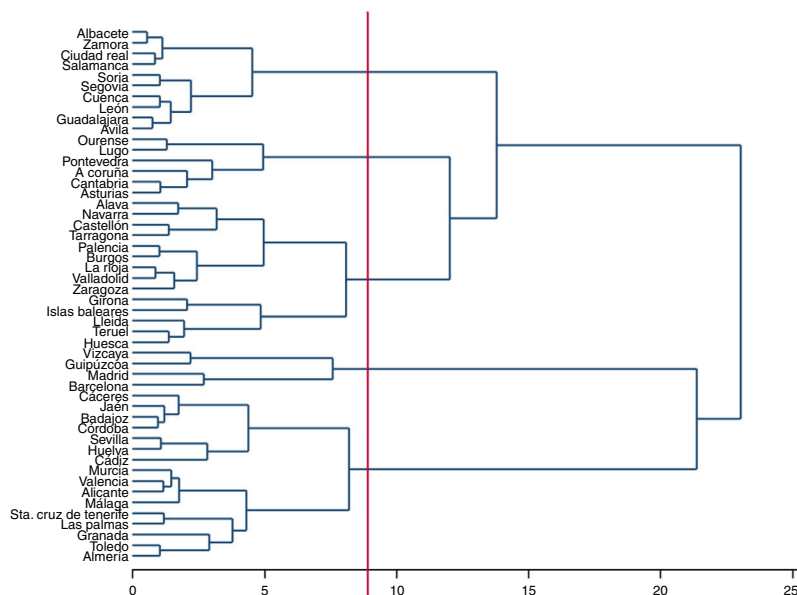 Albacete
Zamora
Ciudad real
Salamanca
Soria
Segovia
Cuenca
León
Guadalajara
Ávila
Ourense
Lugo
Pontevedra
A coruña
Cantabria
Asturias
Alava
Navarra
Castellón
Tarragona
Palencia
Burgos
La rioja
Valladolid
Zaragoza
Girona
Islas baleares
Lleida
Teruel
Huesca
Vizcaya
Guipúzcoa
Madrid
Barcelona
Cáceres
Jaén
Badajoz
Córdoba
Sevilla
Huelva
Cádiz
Murcia
Valencia
Alicante
Málaga
Sta. cruz de tenerife
Las palmas
Granada
Toledo
Almería
0 5 10 15 20 25